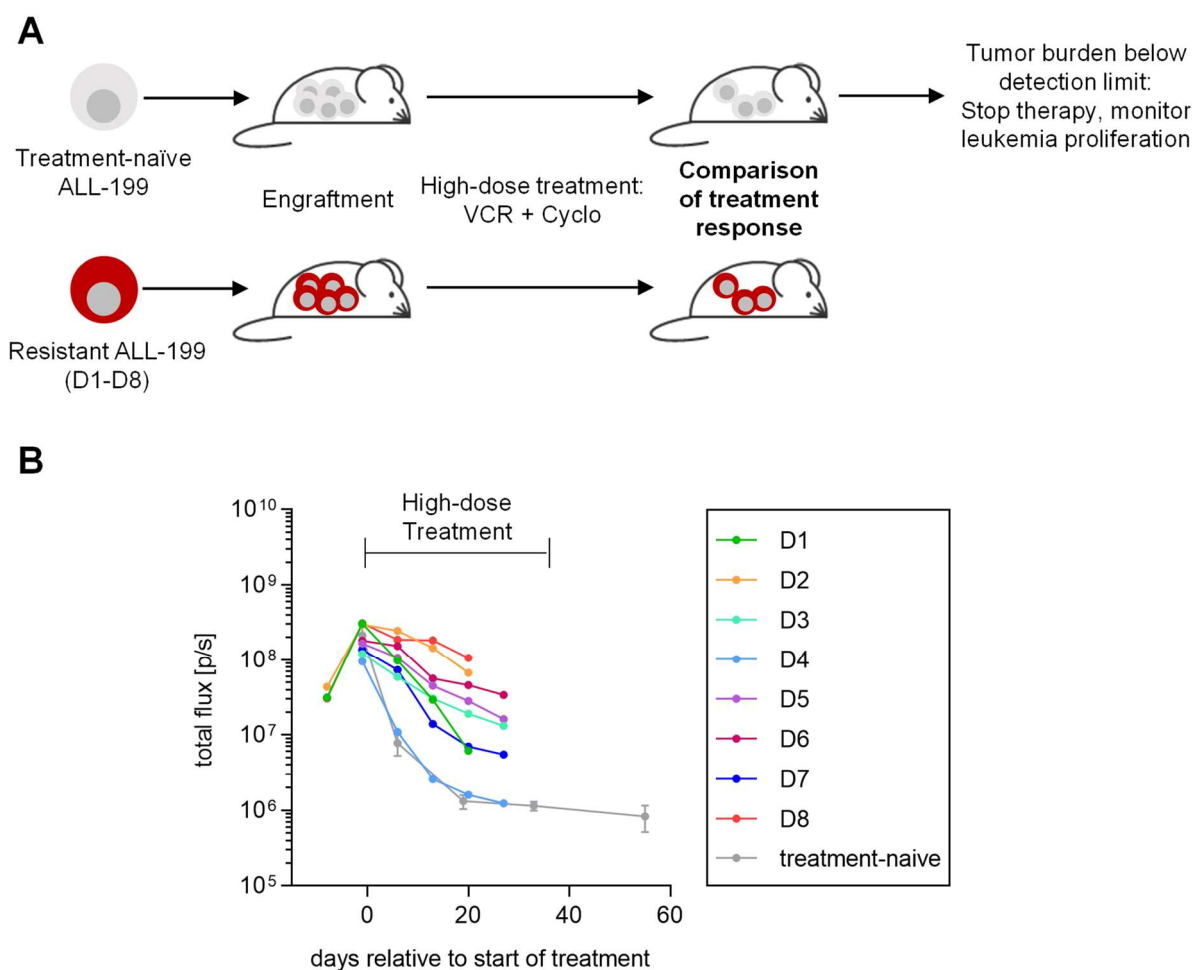 A
Treatment-naïve
ALL-199
Engraftment
High-dose treatment:
VCR + Cyclo
Comparison
of treatment
response
Tumor burden below
detection limit:
Stop therapy, monitor
leukemia proliferation
Resistant ALL-199
(D1-D8)
B
High-dose
Treatment
total flux [p/s]
10¹⁰
10⁹
10⁸
10⁷
10⁶
10⁵
0 20 40 60
days relative to start of treatment
D1
D2
D3
D4
D5
D6
D7
D8
treatment-naive